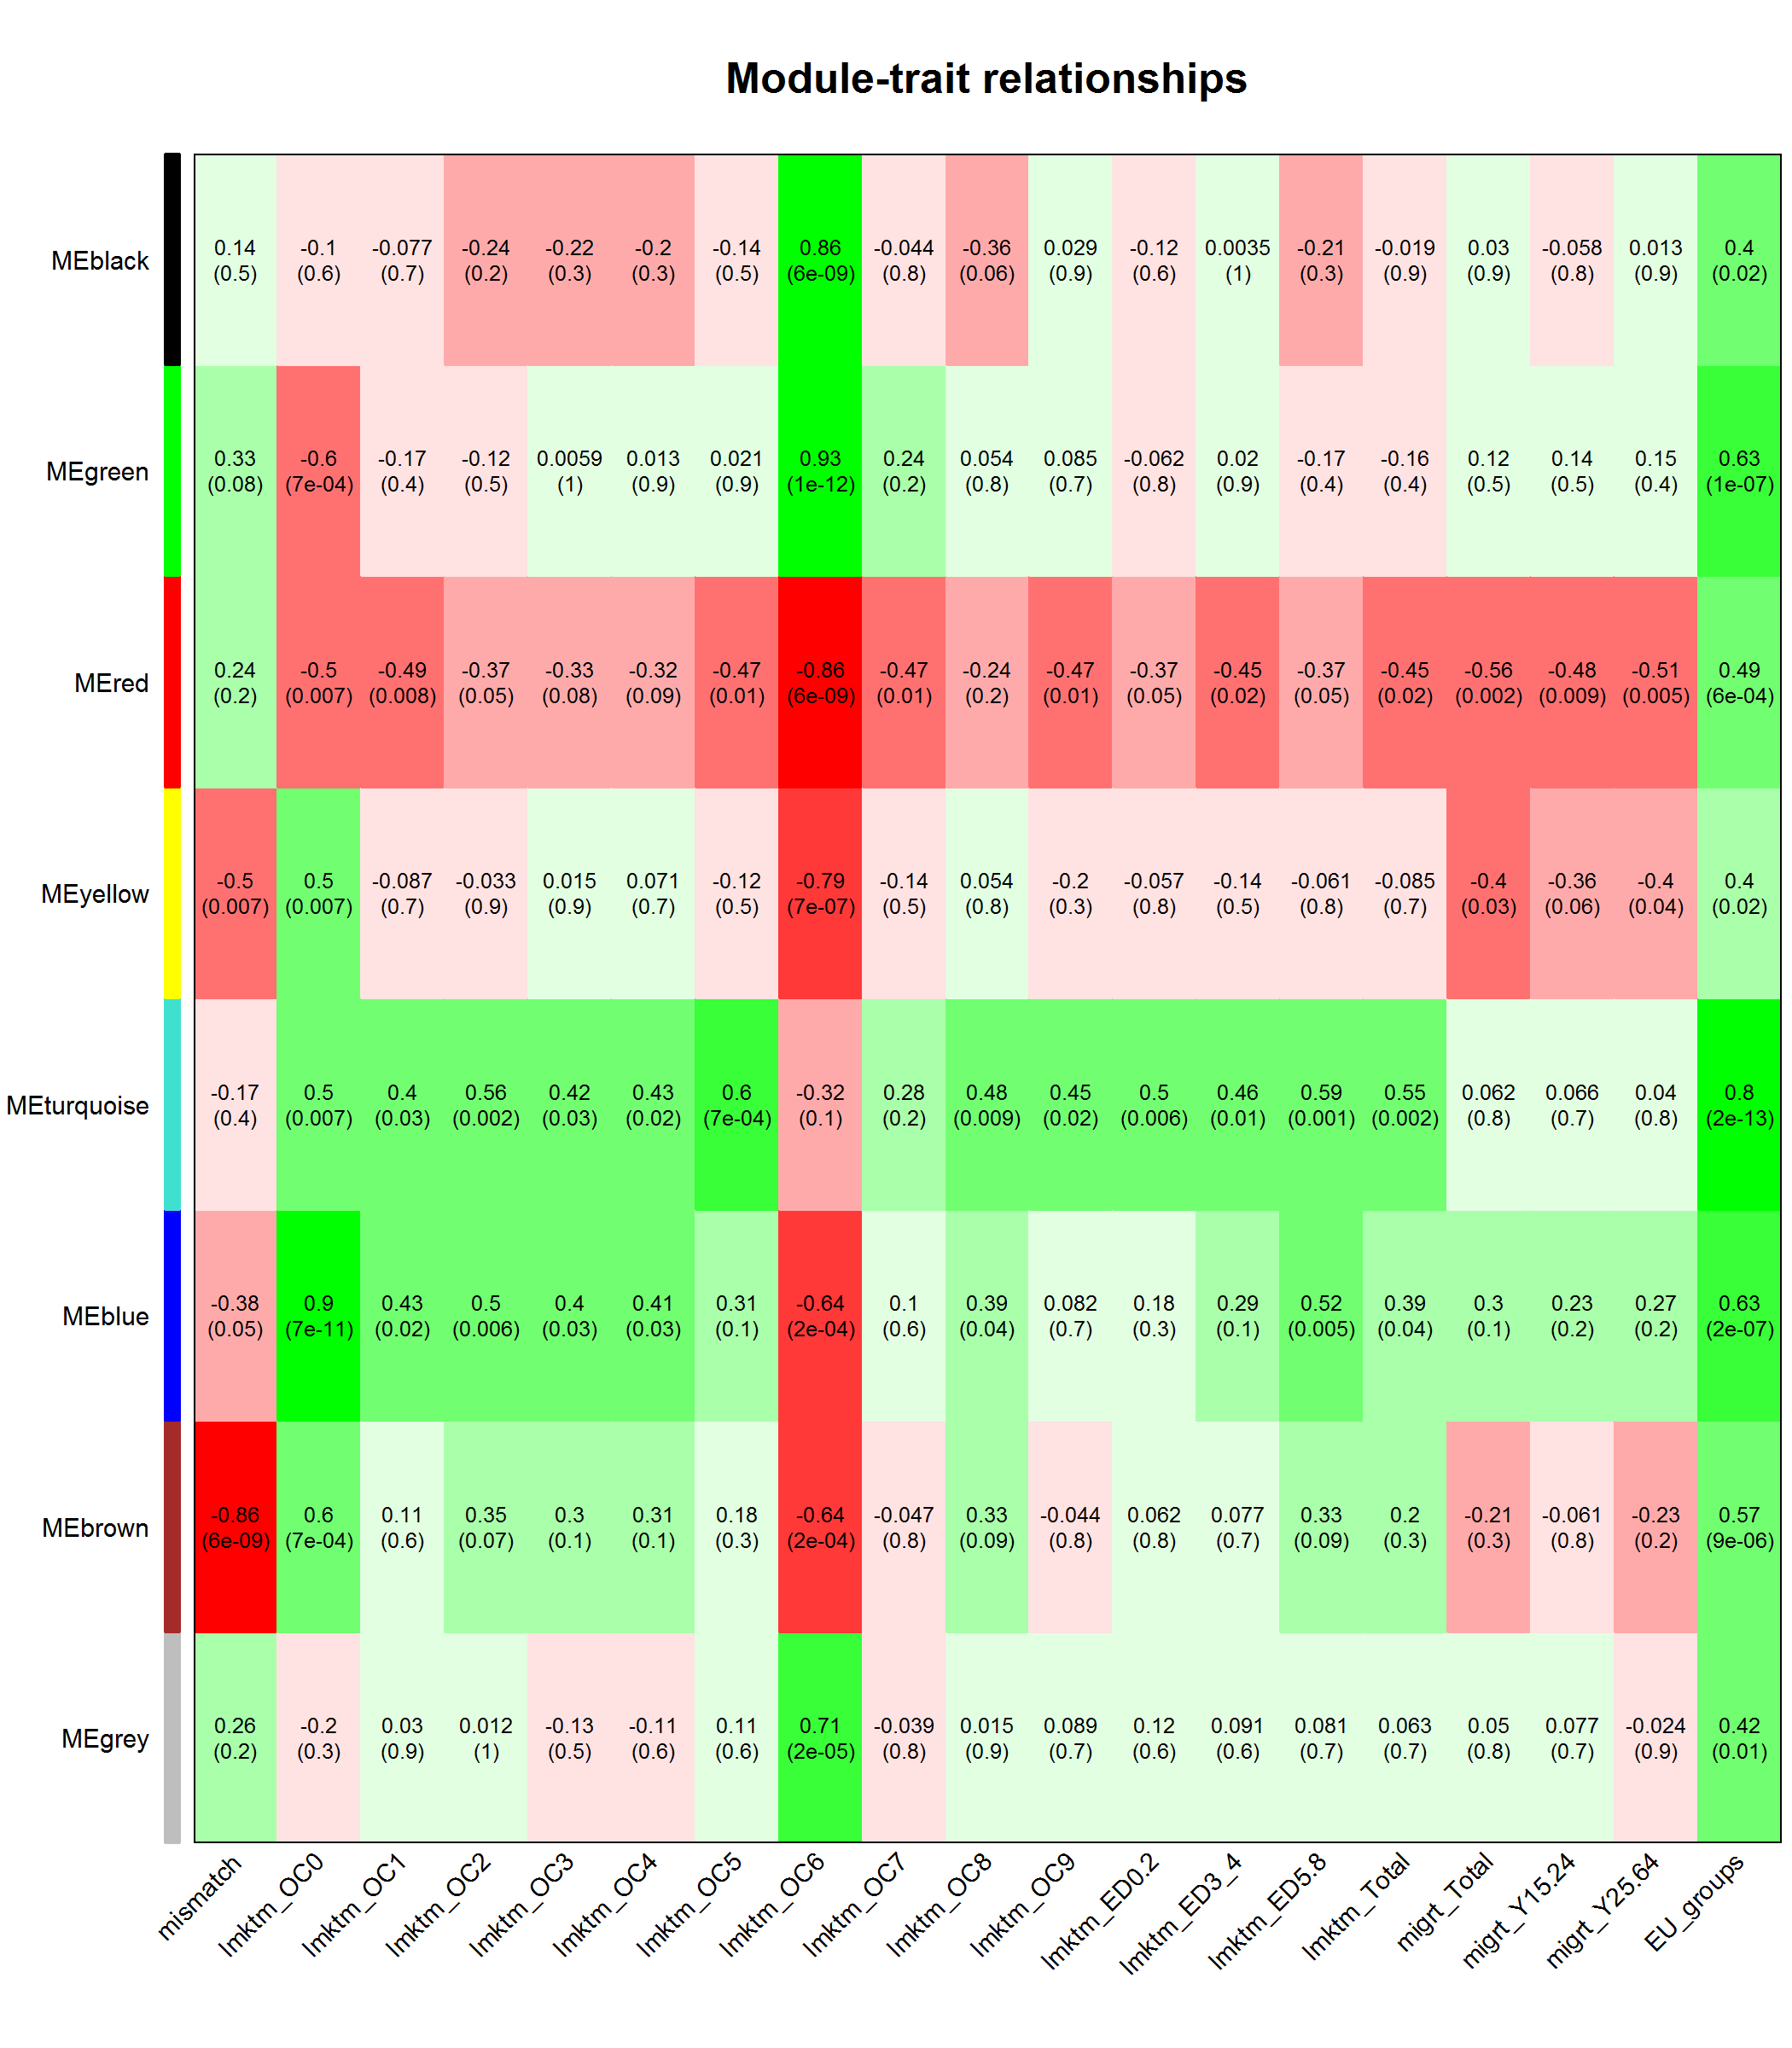 Module-trait relationships
MEblack
0.14 -0.1 -0.077 -0.24 -0.22 -0.2 -0.14 0.86 -0.044 -0.36 0.029 -0.12 0.0035 -0.21 -0.019 0.03 -0.058 0.013 0.4
(0.5) (0.6) (0.7) (0.2) (0.3) (0.3) (0.5) (6e-09) (0.8) (0.06) (0.9) (0.6) (1) (0.3) (0.9) (0.9) (0.8) (0.9) (0.02)
MEgreen
0.33 -0.6 -0.17 -0.12 0.0059 0.013 0.021 0.93 0.24 0.054 0.085 -0.062 0.02 -0.17 -0.16 0.12 0.14 0.15 0.63
(0.08) (7e-04) (0.4) (0.5) (1) (0.9) (0.9) (1e-12) (0.2) (0.8) (0.7) (0.8) (0.9) (0.4) (0.4) (0.5) (0.5) (0.4) (1e-07)
MEred
0.24 -0.5 -0.49 -0.37 -0.33 -0.32 -0.47 -0.86 -0.47 -0.24 -0.47 -0.37 -0.45 -0.37 -0.45 -0.56 -0.48 -0.51 0.49
(0.2) (0.007) (0.008) (0.05) (0.08) (0.09) (0.01) (6e-09) (0.01) (0.2) (0.01) (0.05) (0.02) (0.05) (0.02) (0.002) (0.009) (0.005) (6e-04)
MEyellow
-0.5 0.5 -0.087 -0.033 0.015 0.071 -0.12 -0.79 -0.14 0.054 -0.2 -0.057 -0.14 -0.061 -0.085 -0.4 -0.36 -0.4 0.4
(0.007) (0.007) (0.7) (0.9) (0.9) (0.7) (0.5) (7e-07) (0.5) (0.8) (0.3) (0.8) (0.5) (0.8) (0.7) (0.03) (0.06) (0.04) (0.02)
MEturquoise
-0.17 0.5 0.4 0.56 0.42 0.43 0.6 -0.32 0.28 0.48 0.45 0.5 0.46 0.59 0.55 0.062 0.066 0.04 0.8
(0.4) (0.007) (0.03) (0.002) (0.03) (0.02) (7e-04) (0.1) (0.2) (0.009) (0.02) (0.006) (0.01) (0.001) (0.002) (0.8) (0.7) (0.8) (2e-13)
MEblue
-0.38 0.9 0.43 0.5 0.4 0.41 0.31 -0.64 0.1 0.39 0.082 0.18 0.29 0.52 0.39 0.3 0.23 0.27 0.63
(0.05) (7e-11) (0.02) (0.006) (0.03) (0.03) (0.1) (2e-04) (0.6) (0.04) (0.7) (0.3) (0.1) (0.005) (0.04) (0.1) (0.2) (0.2) (2e-07)
MEbrown
-0.86 0.6 0.11 0.35 0.3 0.31 0.18 -0.64 -0.047 0.33 -0.044 0.062 0.077 0.33 0.2 -0.21 -0.061 -0.23 0.57
(6e-09) (7e-04) (0.6) (0.07) (0.1) (0.1) (0.3) (2e-04) (0.8) (0.09) (0.8) (0.8) (0.7) (0.09) (0.3) (0.3) (0.8) (0.2) (9e-06)
MEgrey
0.26 -0.2 0.03 0.012 -0.13 -0.11 0.11 0.71 -0.039 0.015 0.089 0.12 0.091 0.081 0.063 0.05 0.077 -0.024 0.42
(0.2) (0.3) (0.9) (1) (0.5) (0.6) (0.6) (2e-05) (0.8) (0.9) (0.7) (0.6) (0.6) (0.7) (0.7) (0.8) (0.7) (0.9) (0.01)
mismatch
lmktm_OC0
lmktm_OC1
lmktm_OC2
lmktm_OC3
lmktm_OC4
lmktm_OC5
lmktm_OC6
lmktm_OC7
lmktm_OC8
lmktm_OC9
lmktm_ED0.2
lmktm_ED3_4
lmktm_ED5.8
lmktm_Total
migrt_Total
migrt_Y15.24
migrt_Y25.64
EU_groups